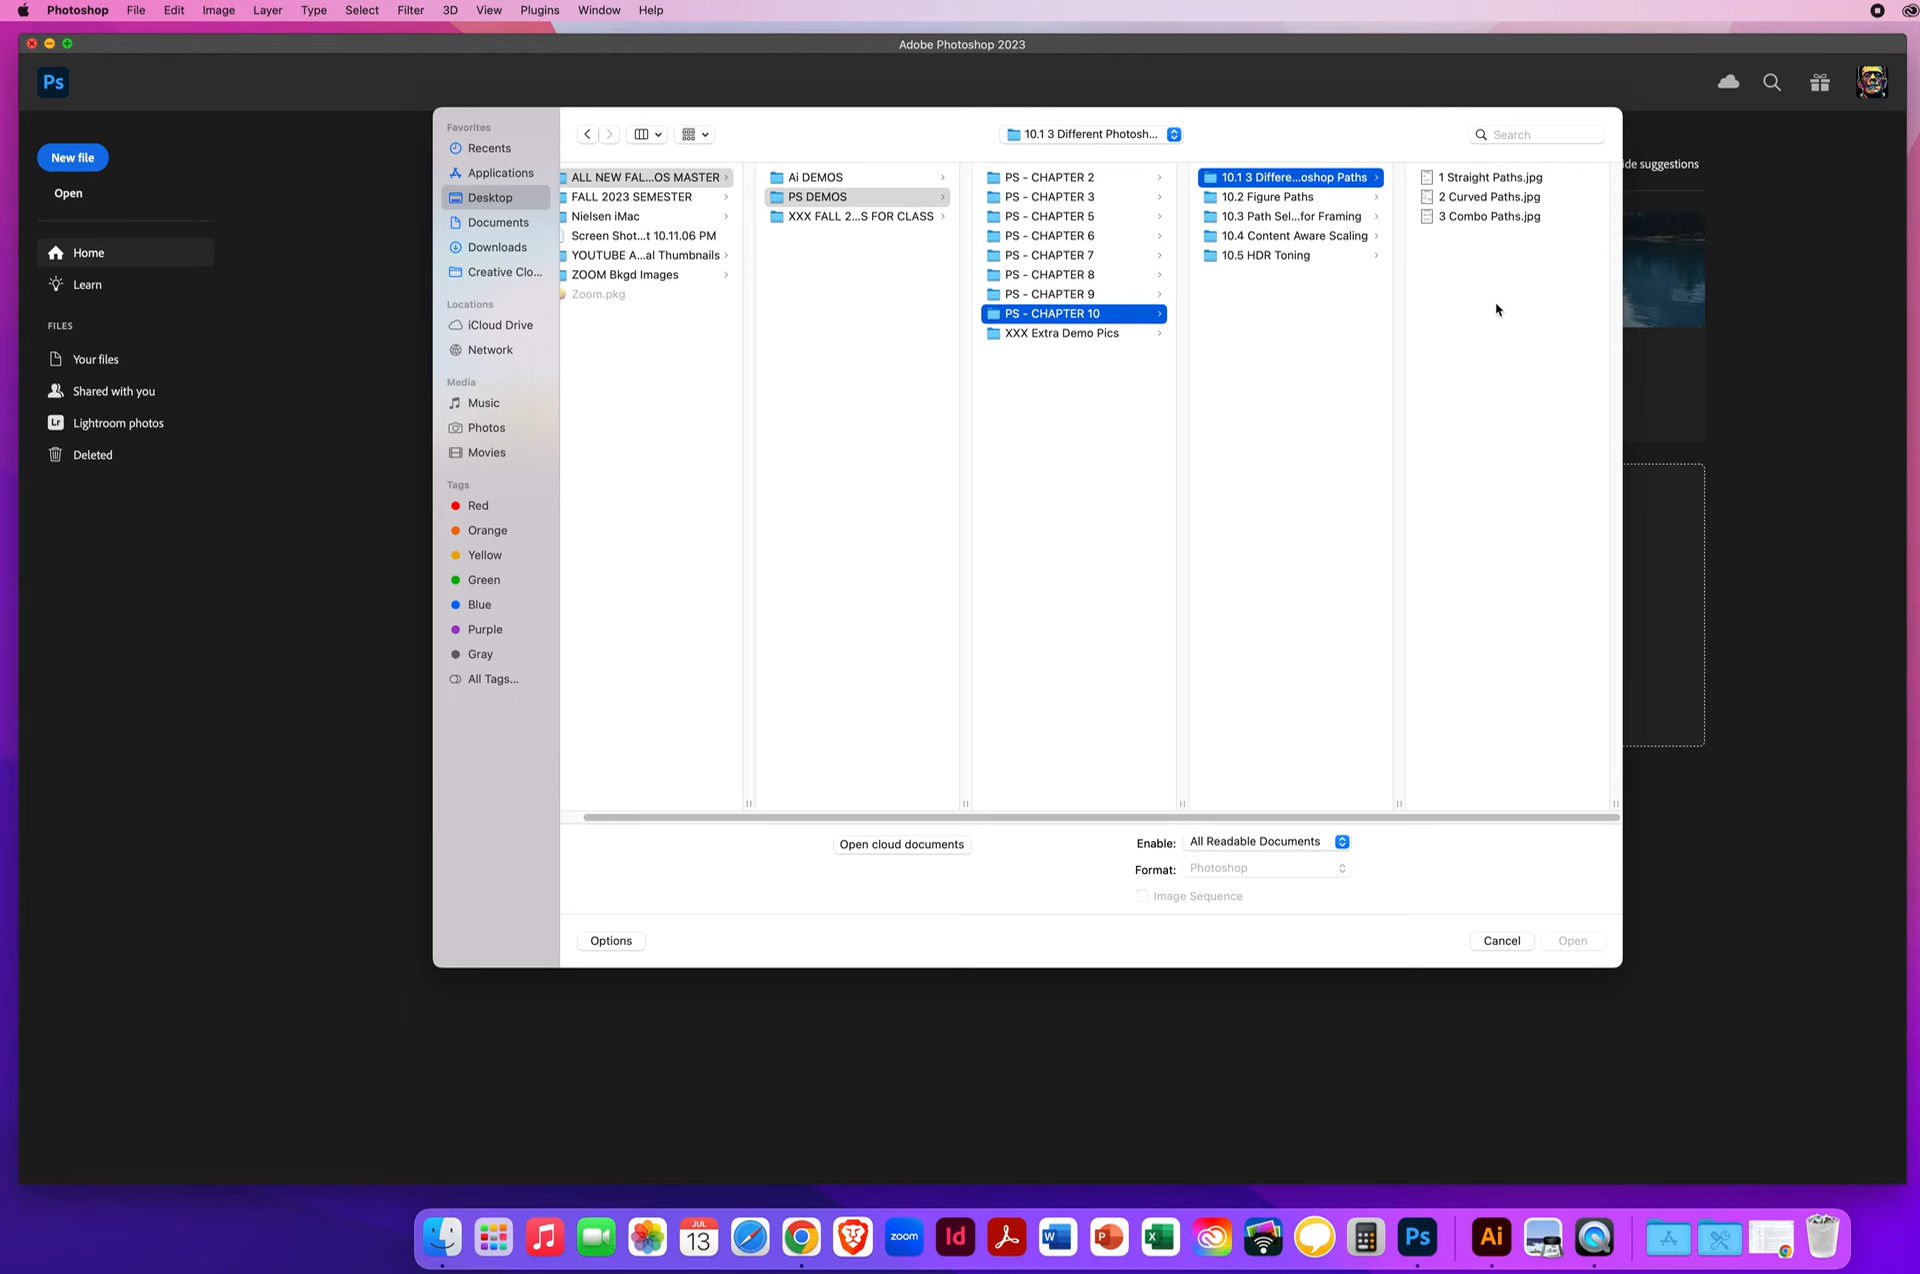 Photoshop File Edit Image Layer Type Select Filter 3D View Plugins Window Help
Adobe Photoshop 2023
Ps
New file
Open
Home
Learn
FILES
Your files
Shared with you
Lr Lightroom photos
Deleted
Favorites
Recents
Applications
Desktop
Documents
Downloads
Creative Clo...
Locations
iCloud Drive
Network
Media
Music
Photos
Movies
Tags
Red
Orange
Yellow
Green
Blue
Purple
Gray
All Tags...
10.1 3 Different Photosh...
Search
ALL NEW FAL...OS MASTER
FALL 2023 SEMESTER
Nielsen iMac
Screen Shot...t 10.11.06 PM
YOUTUBE A...al Thumbnails
ZOOM Bkgd Images
Zoom.pkg
Ai DEMOS
PS DEMOS
XXX FALL 2...S FOR CLASS
PS - CHAPTER 2
PS - CHAPTER 3
PS - CHAPTER 5
PS - CHAPTER 6
PS - CHAPTER 7
PS - CHAPTER 8
PS - CHAPTER 9
PS - CHAPTER 10
XXX Extra Demo Pics
10.1 3 Differe...oshop Paths
10.2 Figure Paths
10.3 Path Sel...for Framing
10.4 Content Aware Scaling
10.5 HDR Toning
1 Straight Paths.jpg
2 Curved Paths.jpg
3 Combo Paths.jpg
de suggestions
Open cloud documents
Enable: All Readable Documents
Format: Photoshop
Image Sequence
Options
Cancel
Open
JUL
13
zoom
Id
W
P
X
Ps
Ai